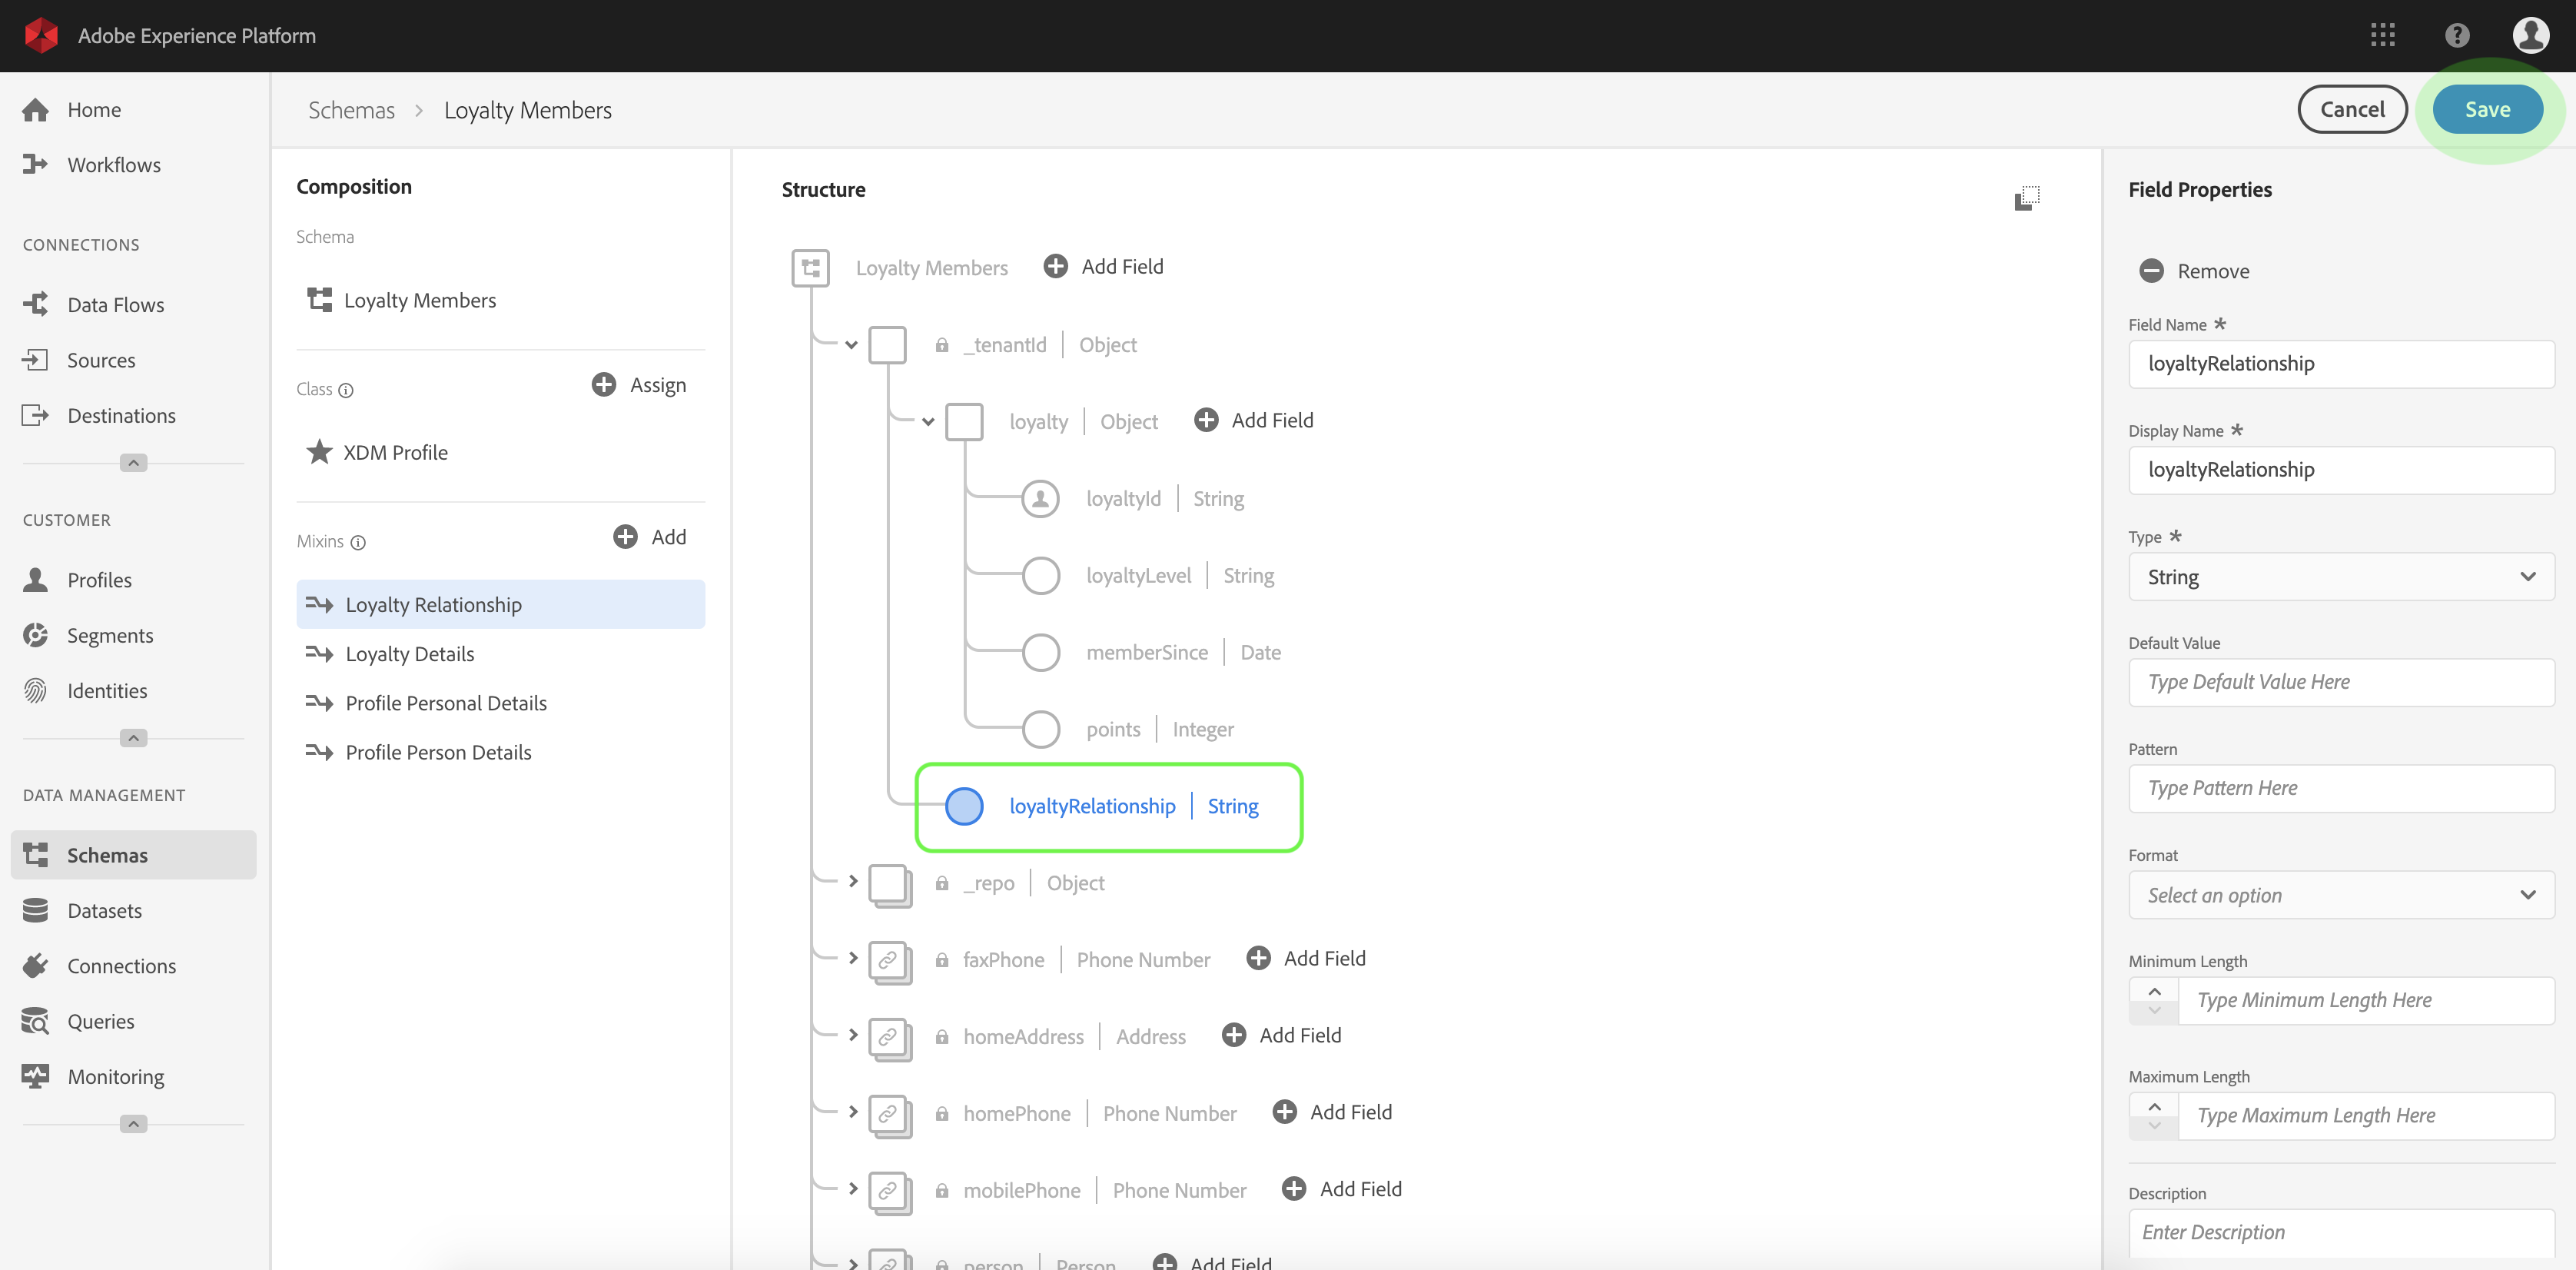 Adobe Experience Platform
Home
Workflows
CONNECTIONS
Data Flows
Sources
Destinations
CUSTOMER
Profiles
Segments
Identities
DATA MANAGEMENT
Schemas
Datasets
Connections
Queries
Monitoring
Schemas > Loyalty Members
Cancel
Save
Composition
Schema
Loyalty Members
Class
Assign
XDM Profile
Mixins
Add
Loyalty Relationship
Loyalty Details
Profile Personal Details
Profile Person Details
Structure
Loyalty Members Add Field
_tenantId | Object
loyalty | Object Add Field
loyaltyId | String
loyaltyLevel | String
memberSince | Date
points | Integer
loyaltyRelationship | String
_repo | Object
faxPhone | Phone Number Add Field
homeAddress | Address Add Field
homePhone | Phone Number Add Field
mobilePhone | Phone Number Add Field
person | Person Add Field
Field Properties
Remove
Field Name *
loyaltyRelationship
Display Name *
loyaltyRelationship
Type *
String
Default Value
Type Default Value Here
Pattern
Type Pattern Here
Format
Select an option
Minimum Length
Type Minimum Length Here
Maximum Length
Type Maximum Length Here
Description
Enter Description